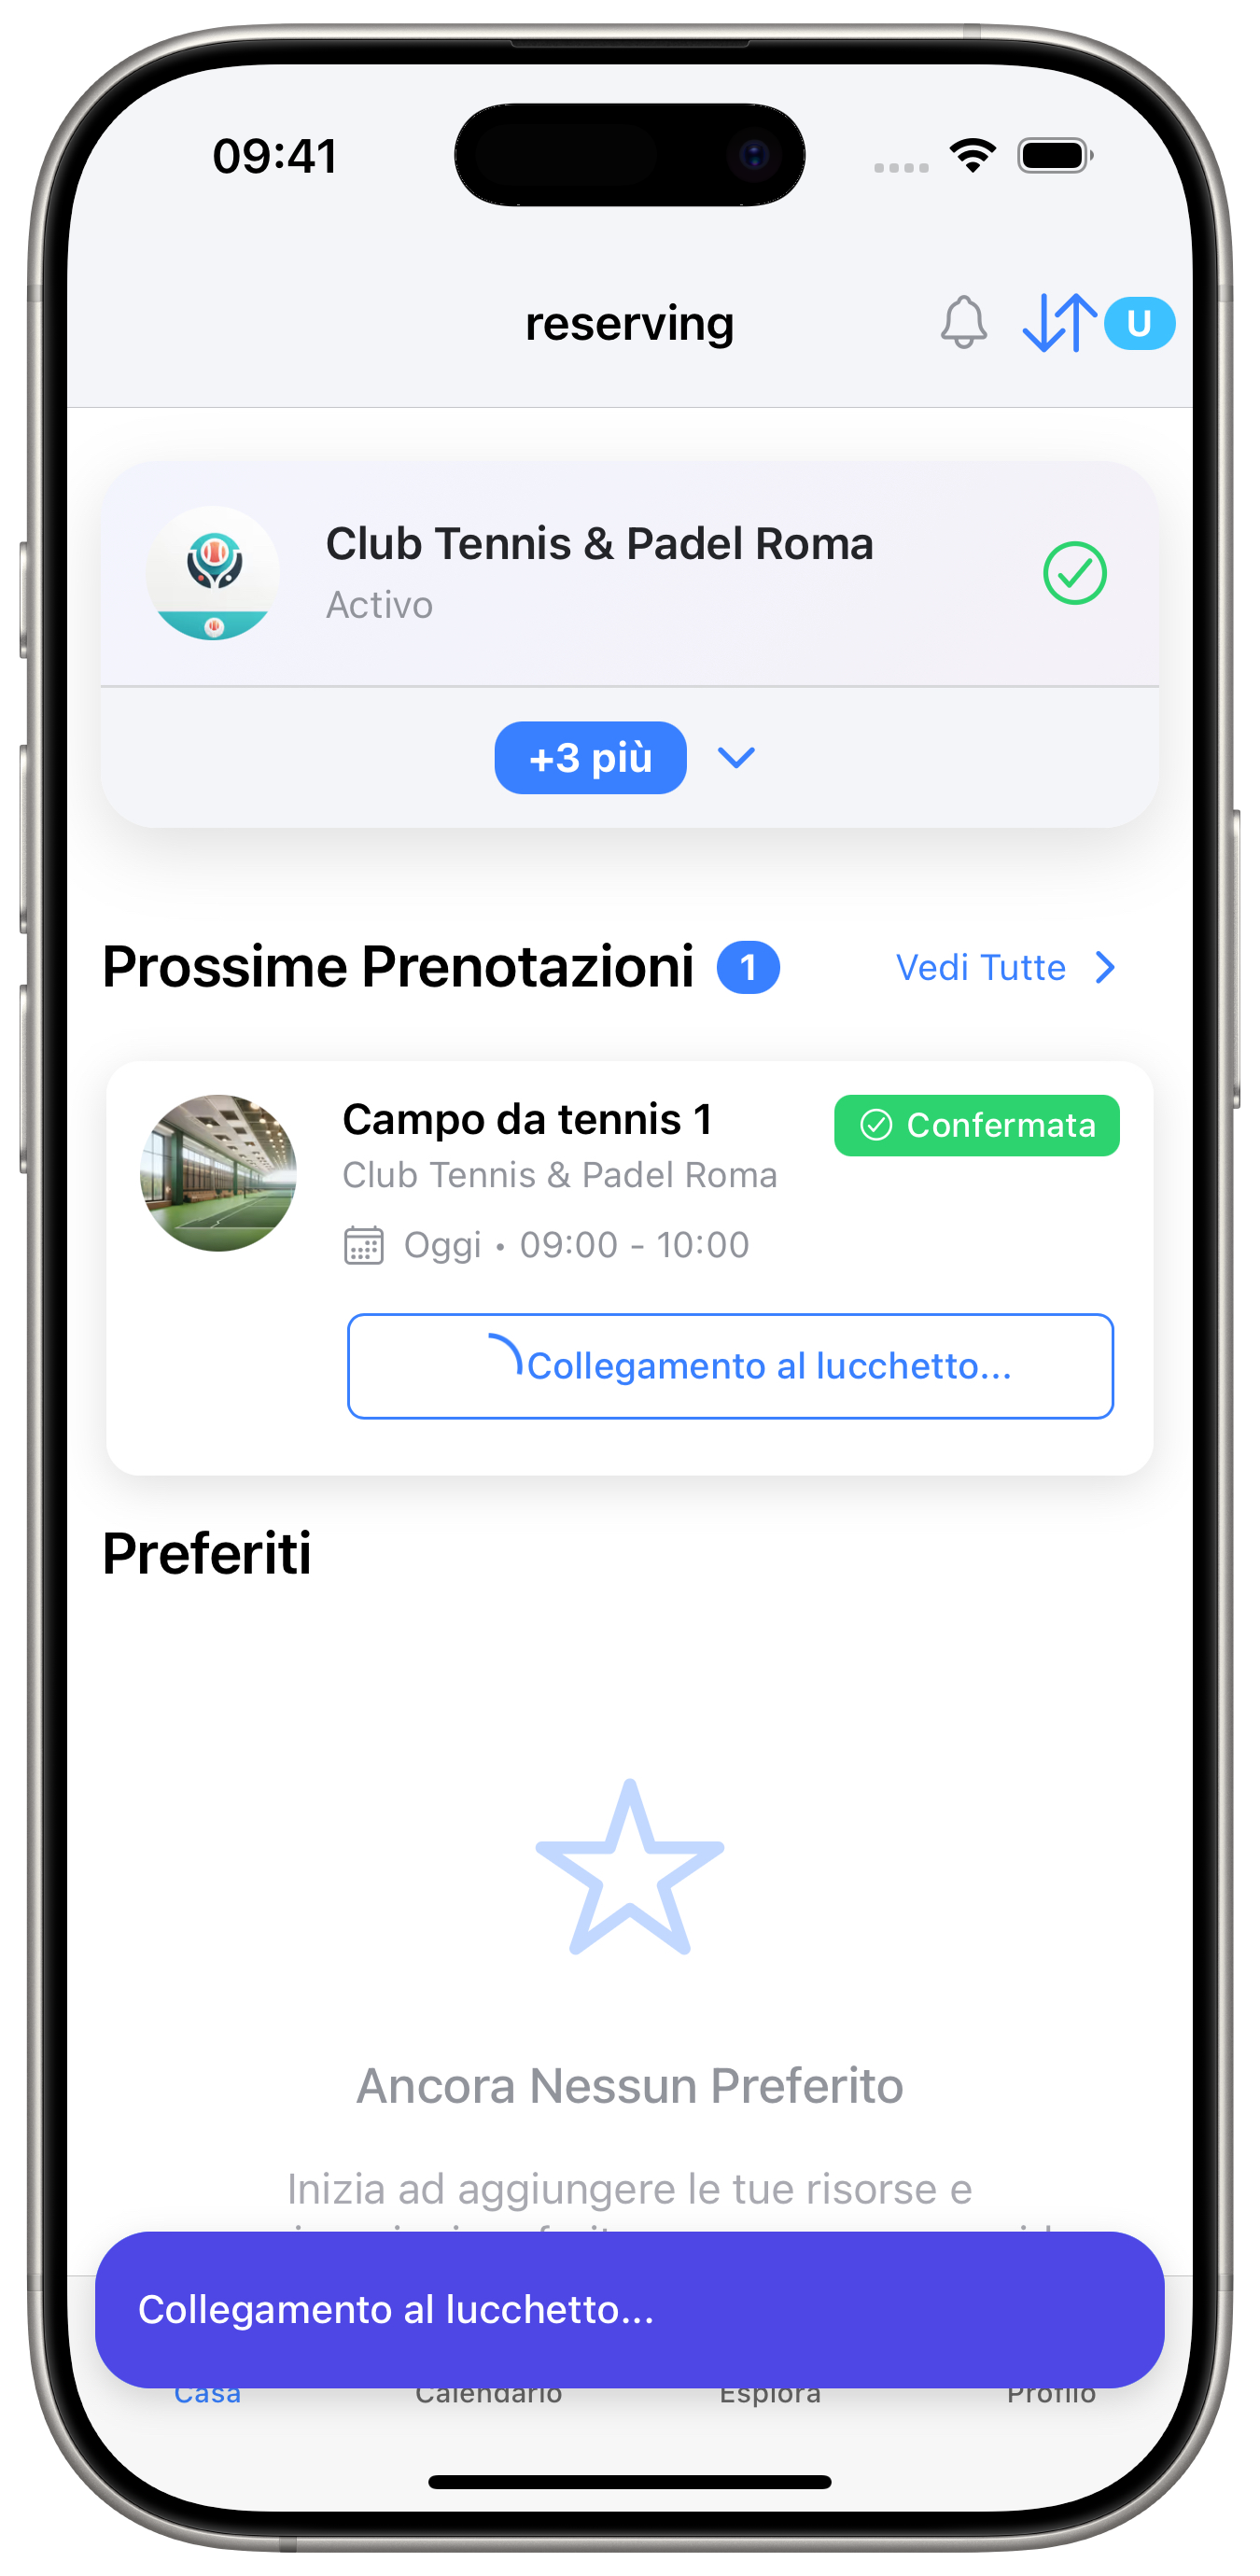 09:41
reserving
U
Club Tennis & Padel Roma
Activo
+3 più
Prossime Prenotazioni 1
Vedi Tutte
Campo da tennis 1
Confermata
Club Tennis & Padel Roma
Oggi • 09:00 - 10:00
Collegamento al lucchetto...
Preferiti
Ancora Nessun Preferito
Inizia ad aggiungere le tue risorse e
Collegamento al lucchetto...
Casa
Calendario
Esplora
Profilo